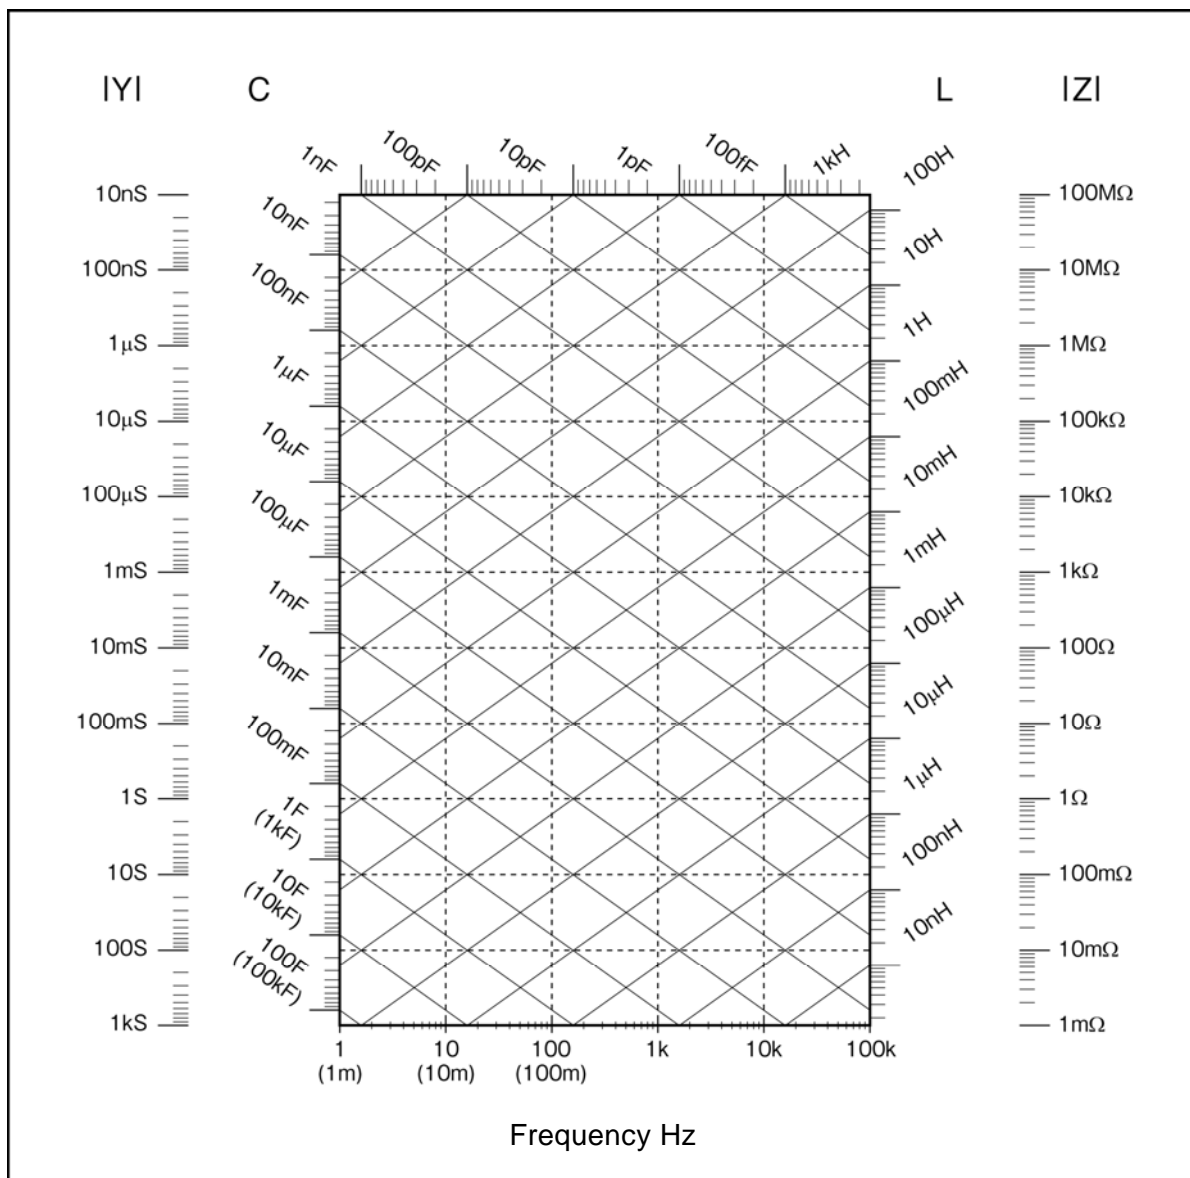 |Y| C L |Z|
1nF 100pF 10pF 1pF 100fF 1kH 100H
10nS 10nF 10H 100MΩ
100nS 100nF 1H 10MΩ
1μS 1μF 100mH 1MΩ
10μS 10μF 10mH 100kΩ
100μS 100μF 1mH 10kΩ
1mS 1mF 100μH 1kΩ
10mS 10mF 10μH 100Ω
100mS 100mF 1μH 10Ω
1S 1F 100nH 1Ω
(1kF)
10S 10F 10nH 100mΩ
(10kF)
100S 100F 10mΩ
(100kF)
1kS 1mΩ
1 10 100 1k 10k 100k
(1m) (10m) (100m)
Frequency Hz